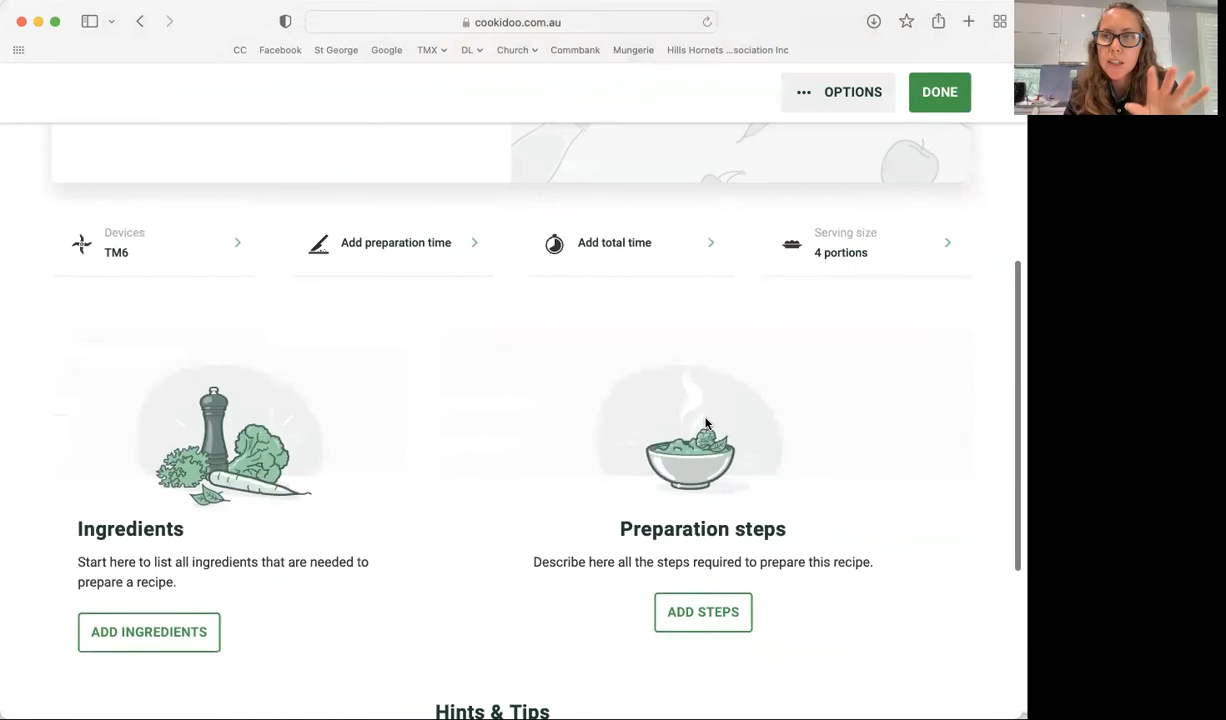 cookidoo.com.au
CC Facebook St George Google TMX DL Church Commbank Mungerie Hills Hornets ...sociation Inc
OPTIONS DONE
Devices
TM6
Add preparation time
Add total time
Serving size
4 portions
Ingredients
Start here to list all ingredients that are needed to
prepare a recipe.
ADD INGREDIENTS
Preparation steps
Describe here all the steps required to prepare this recipe.
ADD STEPS
Hints & Tips